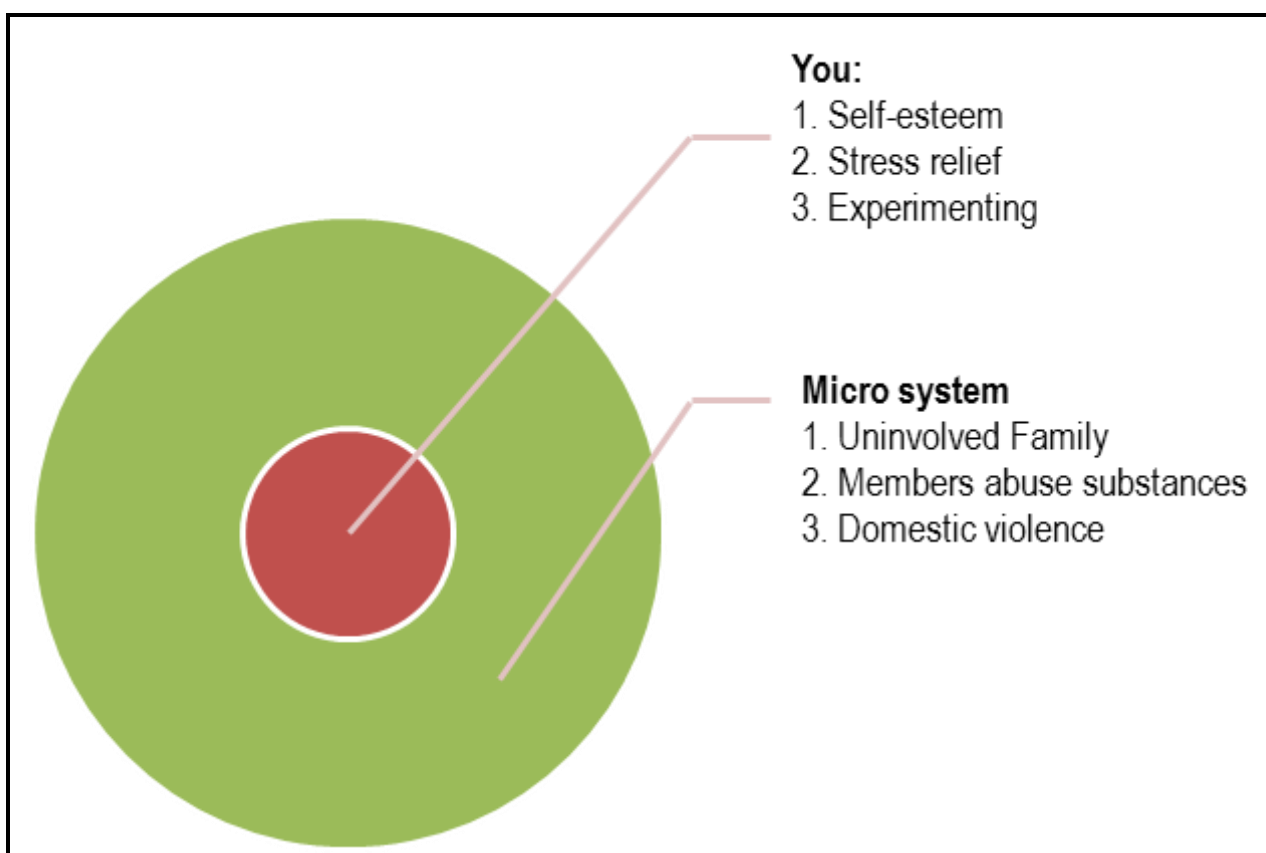 You:
1. Self-esteem
2. Stress relief
3. Experimenting
Micro system
1. Uninvolved Family
2. Members abuse substances
3. Domestic violence